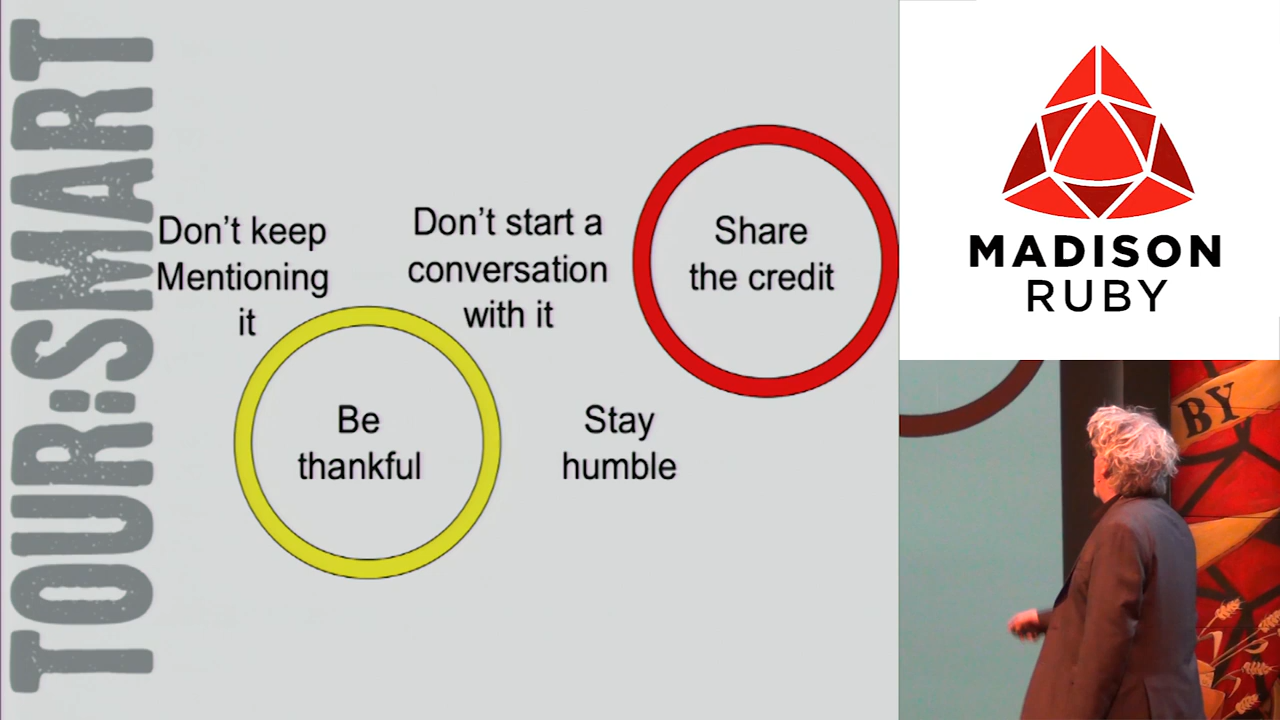 TOUR:SMART
Don't keep
Mentioning
it
Don't start a
conversation
with it
Share
the credit
Be
thankful
Stay
humble
MADISON
RUBY
BY